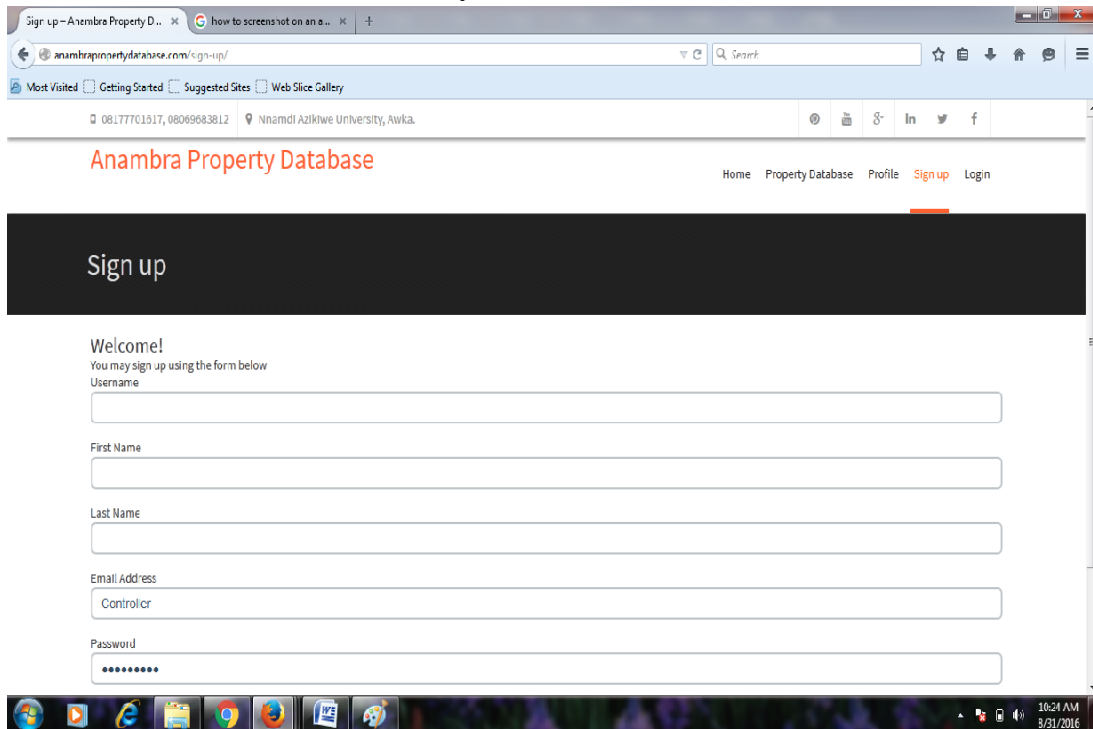 Sign up – Anambra Property D... × G how to screenshot on an a... × +
anambrapropertydatabase.com/sign-up/ Search
Most Visited Getting Started Suggested Sites Web Slice Gallery
08177701617, 08069683812 Nnamdi Azikiwe University, Awka. 8+ in f
Anambra Property Database
Home Property Database Profile Sign up Login
Sign up
Welcome!
You may sign up using the form below
Username
First Name
Last Name
Email Address
Controller
Password
•••••••••
10:24 AM
8/31/2016